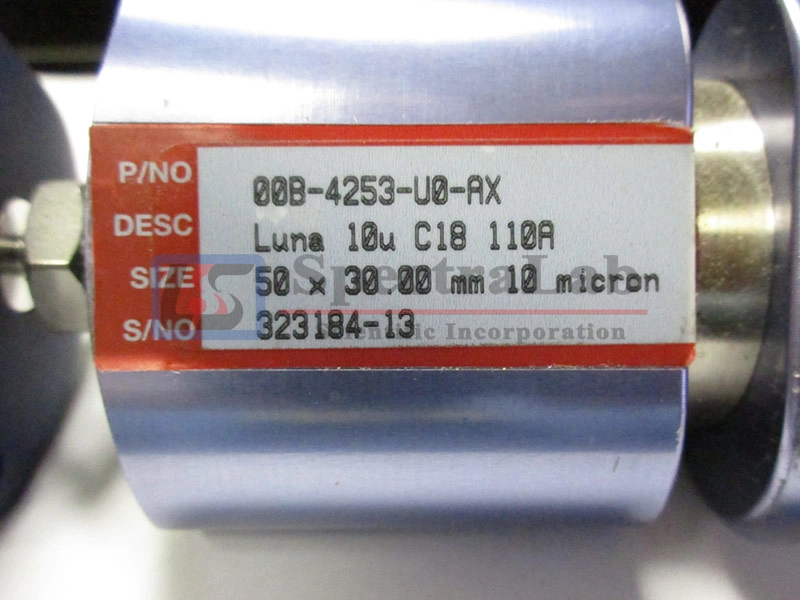 P/NO 00B-4253-U0-AX
DESC Luna 10u C18 110A
SIZE 50 x 30.00 mm 10 micron
S/NO 323184-13
SpectraLab
Scientific Incorporation